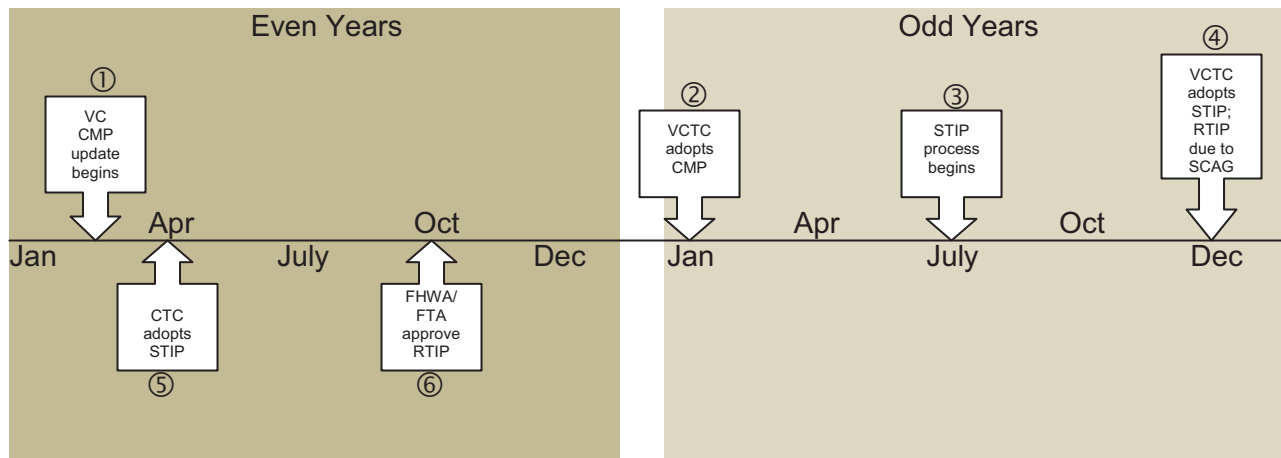 Even Years
Odd Years
①
VC
CMP
update
begins
②
VCTC
adopts
CMP
③
STIP
process
begins
④
VCTC
adopts
STIP;
RTIP
due to
SCAG
Apr
Oct
Apr
Oct
Jan
July
Dec
Jan
July
Dec
CTC
adopts
STIP
⑤
FHWA/
FTA
approve
RTIP
⑥